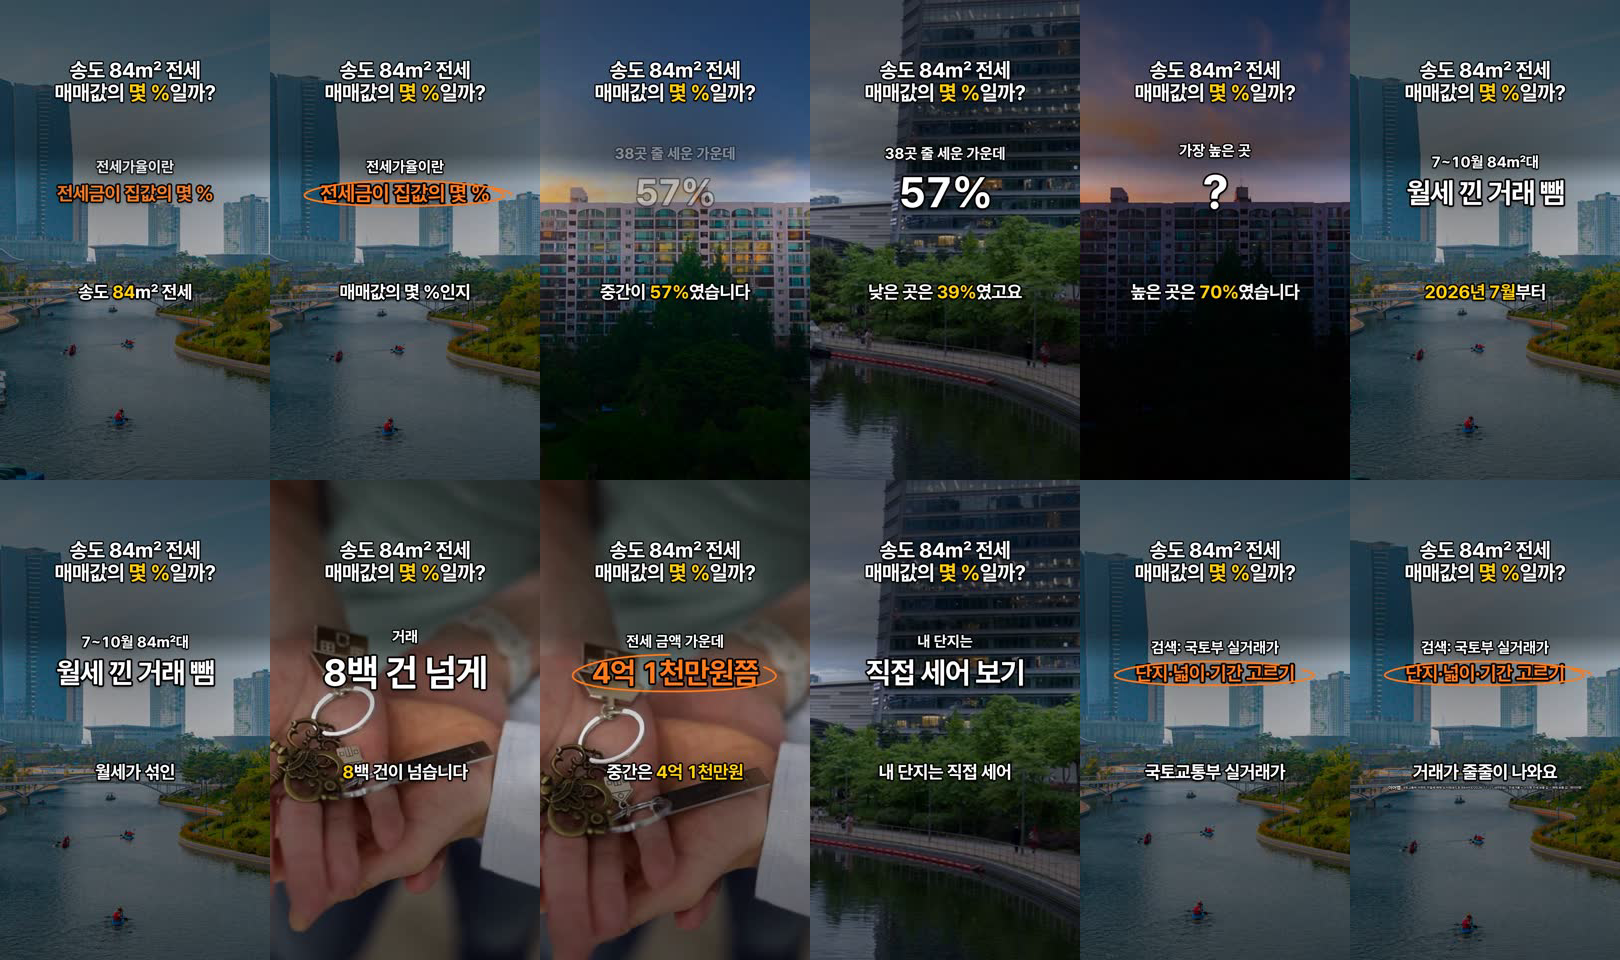 송도 84m² 전세
매매값의 몇 %일까?
전세가율이란
전세금이 집값의 몇 %
송도 84m² 전세
송도 84m² 전세
매매값의 몇 %일까?
전세가율이란
전세금이 집값의 몇 %
매매값의 몇 %인지
송도 84m² 전세
매매값의 몇 %일까?
38곳 줄 세운 가운데
57%
중간이 57%였습니다
송도 84m² 전세
매매값의 몇 %일까?
38곳 줄 세운 가운데
57%
낮은 곳은 39%였고요
송도 84m² 전세
매매값의 몇 %일까?
가장 높은 곳
?
높은 곳은 70%였습니다
송도 84m² 전세
매매값의 몇 %일까?
7~10월 84m²대
월세 낀 거래 뺌
2026년 7월부터
송도 84m² 전세
매매값의 몇 %일까?
7~10월 84m²대
월세 낀 거래 뺌
월세가 섞인
송도 84m² 전세
매매값의 몇 %일까?
거래
8백 건 넘게
8백 건이 넘습니다
송도 84m² 전세
매매값의 몇 %일까?
전세 금액 가운데
4억 1천만원쯤
중간은 4억 1천만원
송도 84m² 전세
매매값의 몇 %일까?
내 단지는
직접 세어 보기
내 단지는 직접 세어
송도 84m² 전세
매매값의 몇 %일까?
검색: 국토부 실거래가
단지·넓이·기간 고르기
국토교통부 실거래가
송도 84m² 전세
매매값의 몇 %일까?
검색: 국토부 실거래가
단지·넓이·기간 고르기
거래가 줄줄이 나와요